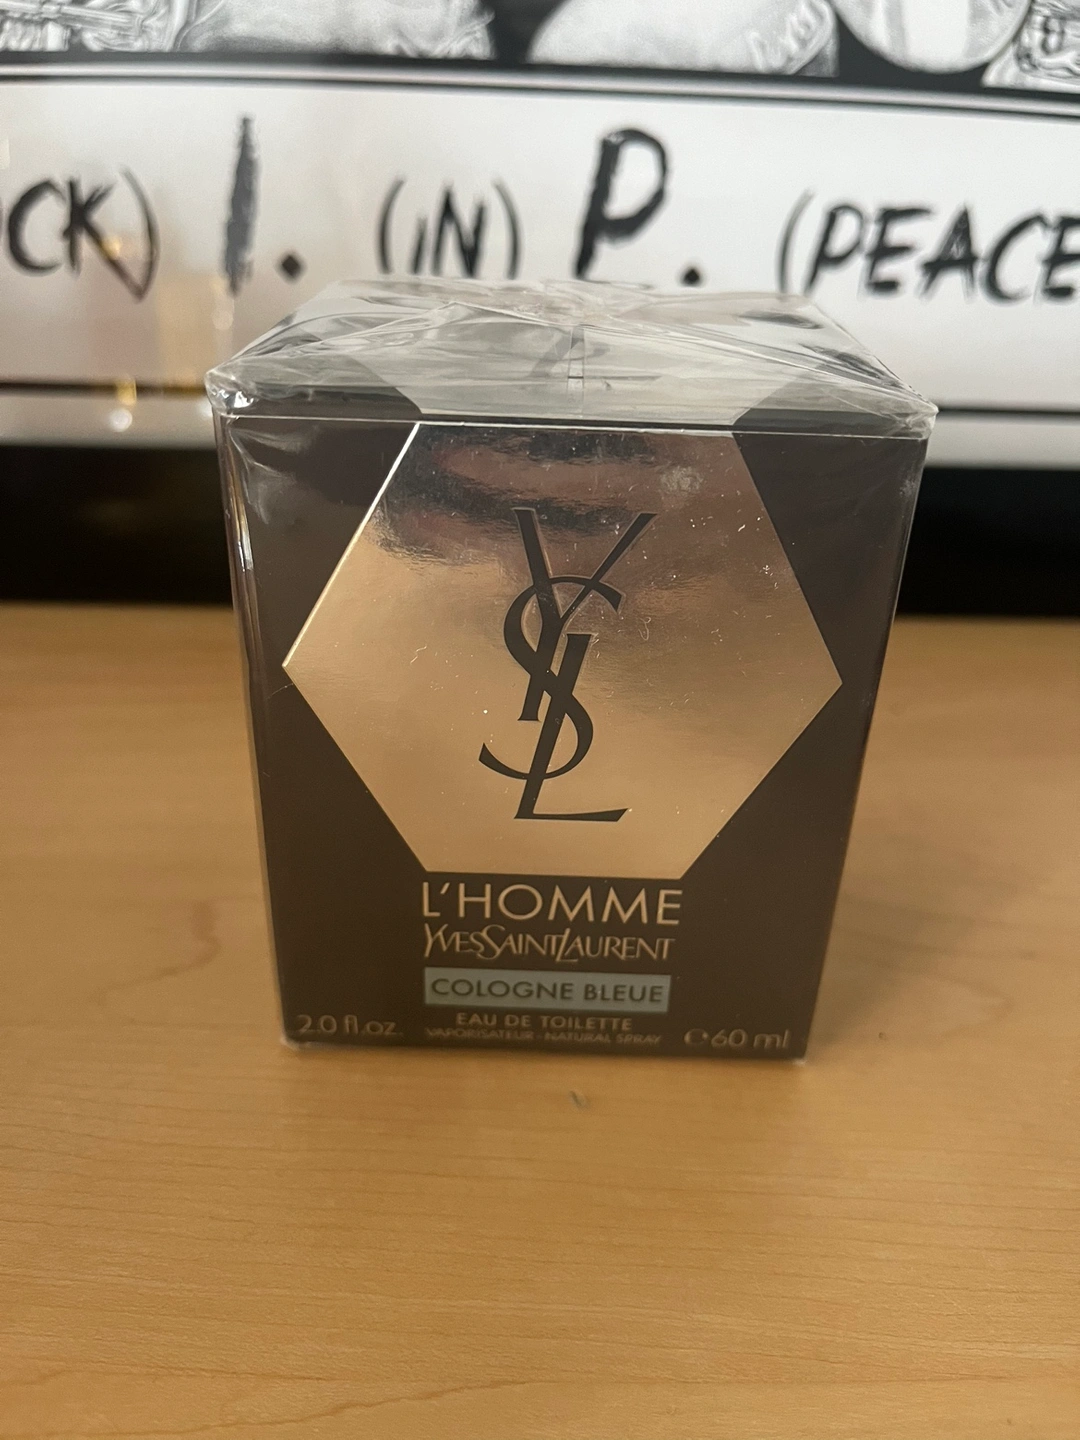 CK) I. (IN) P. (PEACE
YSL
L'HOMME
YVESSAINTLAURENT
COLOGNE BLEUE
EAU DE TOILETTE
2.0 fl.oz. VAPORISATEUR - NATURAL SPRAY ℮60 ml